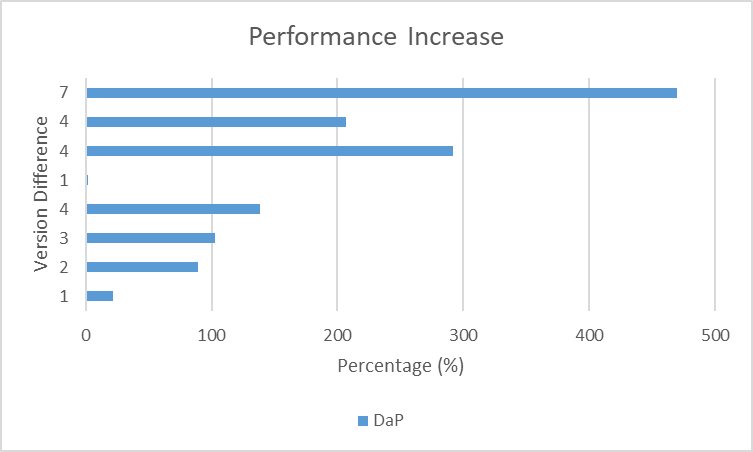 Performance Increase
Version Difference
7
4
4
1
4
3
2
1
0 100 200 300 400 500
Percentage (%)
DaP